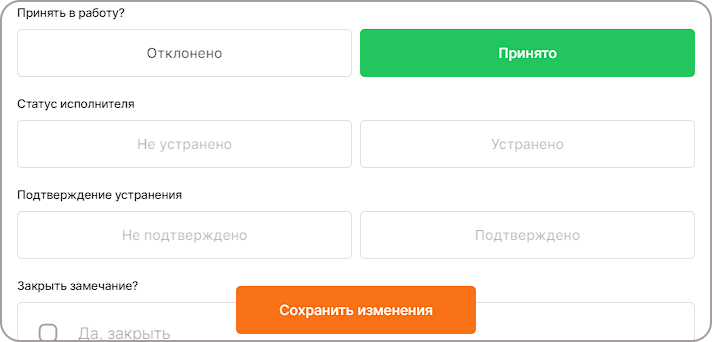 Принять в работу?
Отклонено
Принято
Статус исполнителя
Не устранено
Устранено
Подтверждение устранения
Не подтверждено
Подтверждено
Закрыть замечание?
Сохранить изменения
Да, закрыть